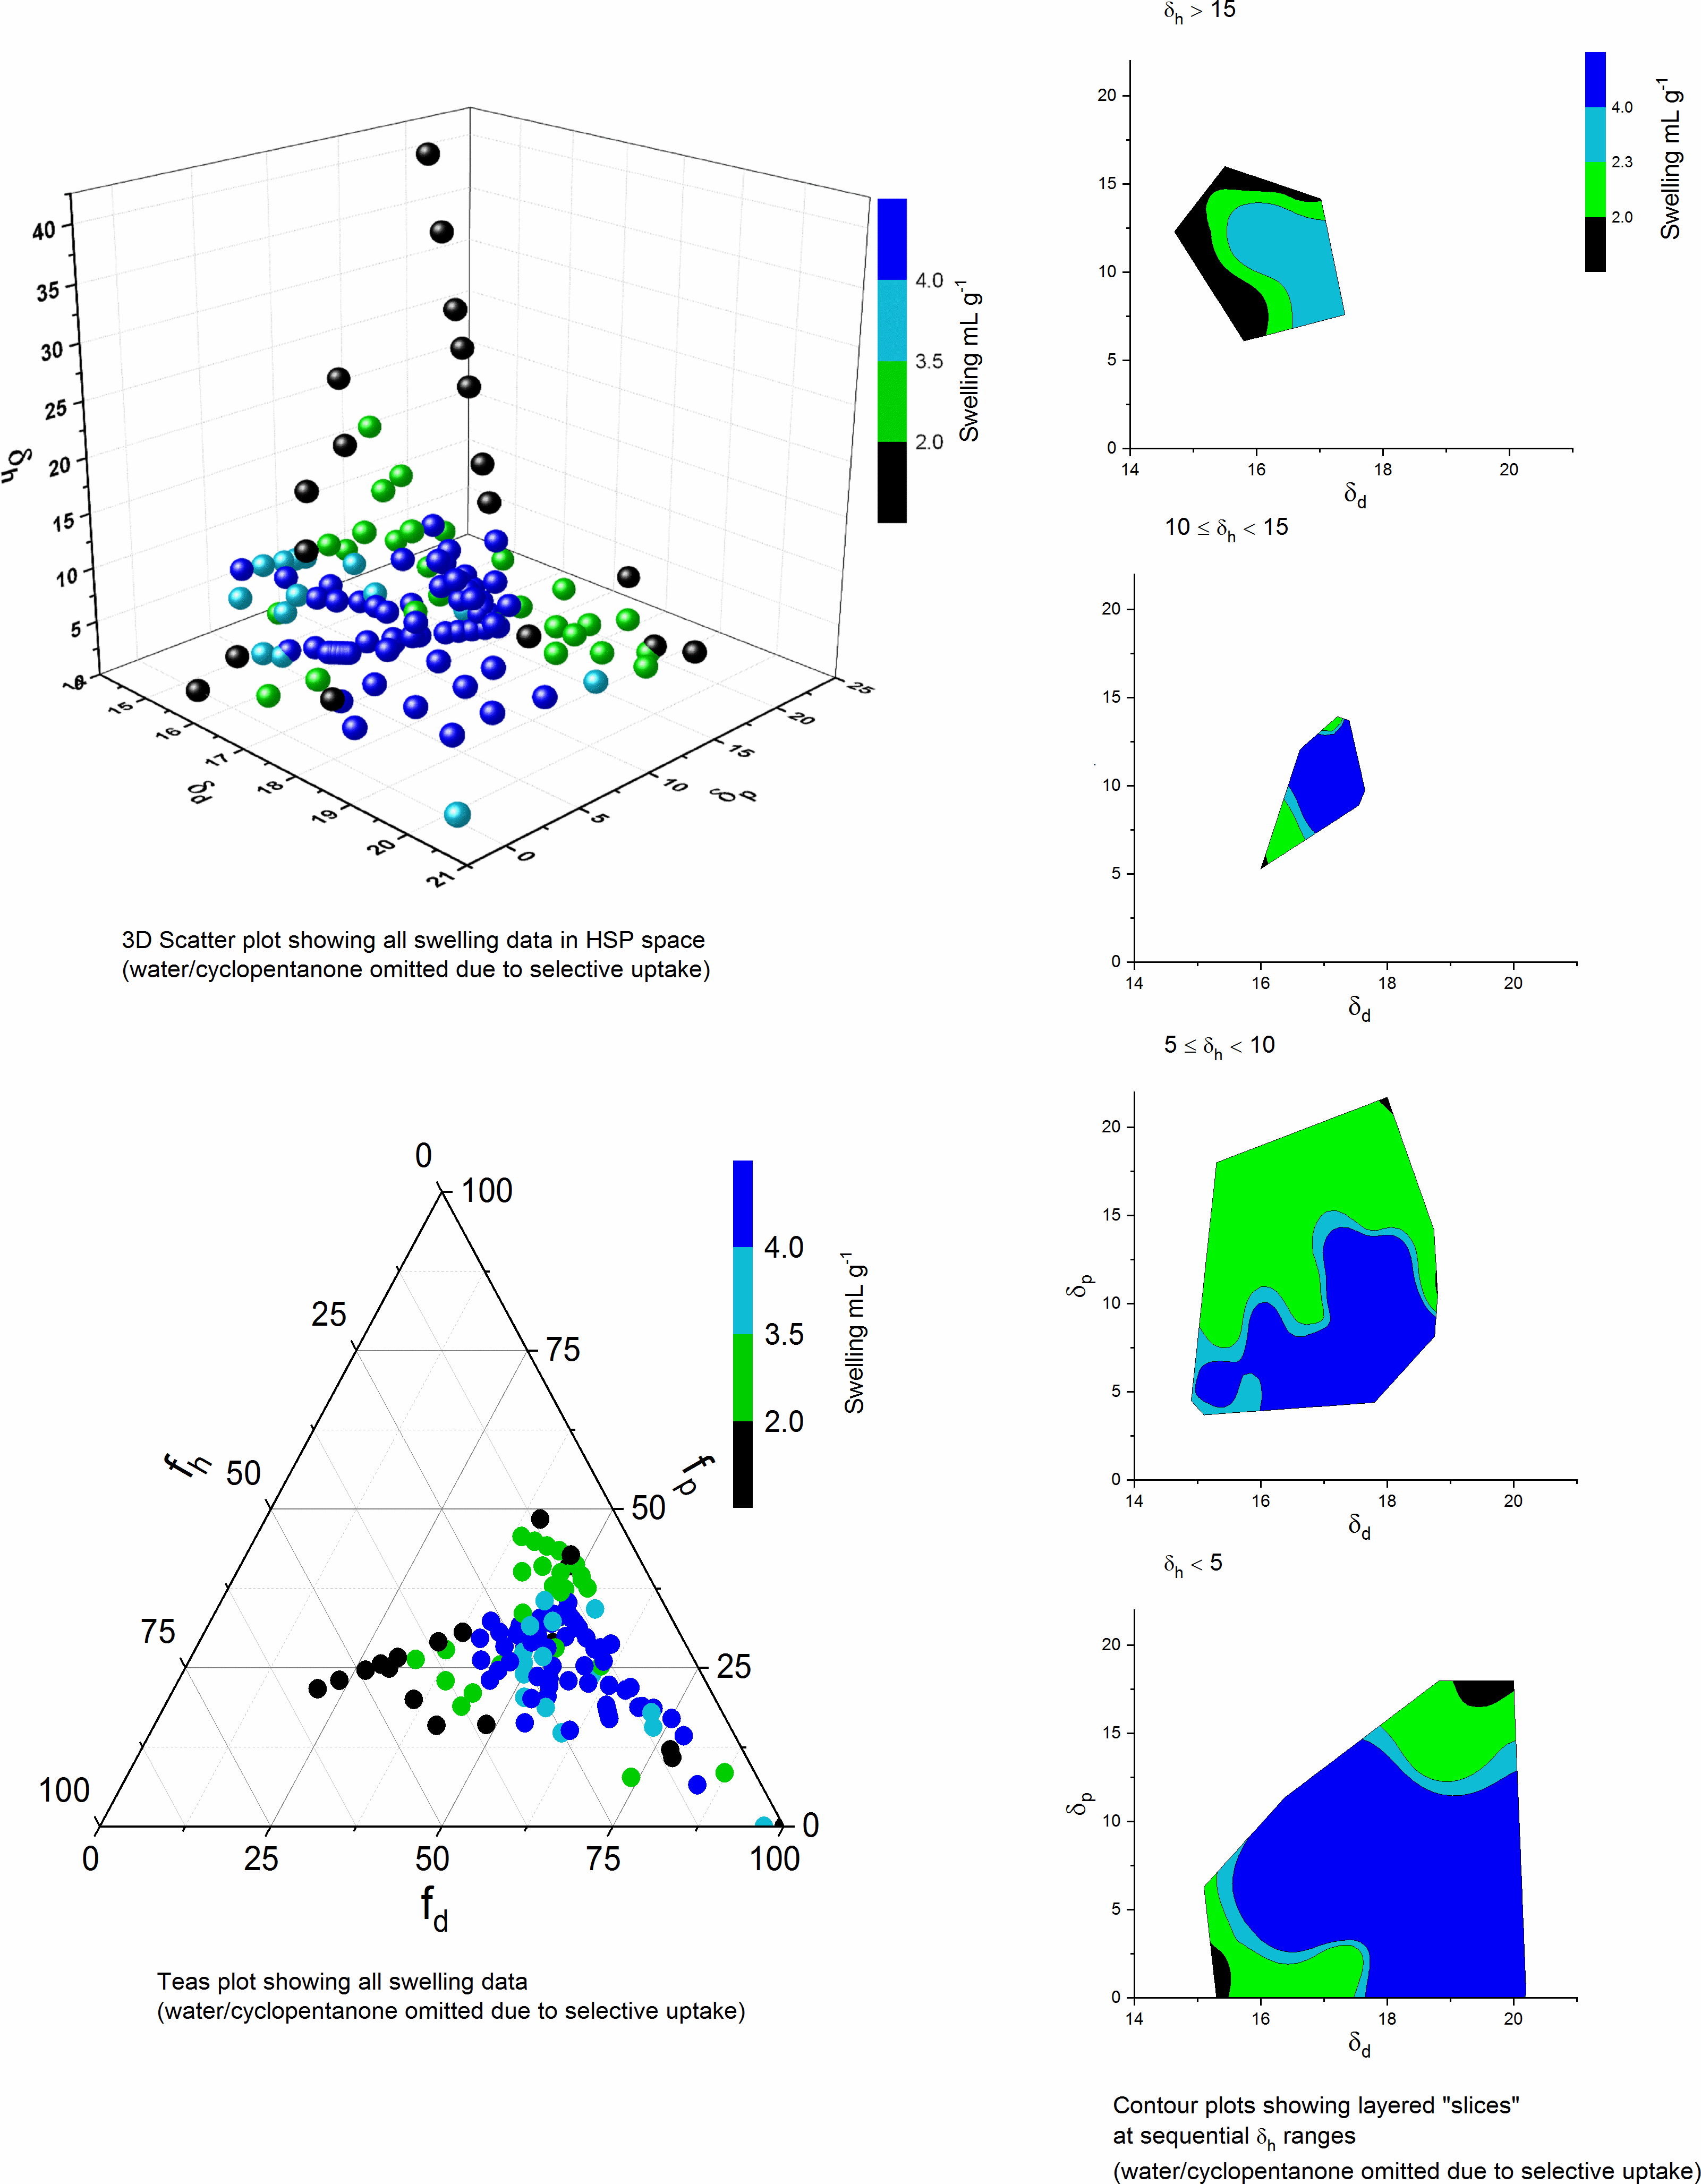 40
35
30
25
20
15
10
5
0
δh
14
15
16
17
18
19
20
21
δd
0
5
10
15
20
25
δp
4.0
3.5
2.0
Swelling mL g-1
3D Scatter plot showing all swelling data in HSP space
(water/cyclopentanone omitted due to selective uptake)
0
25
50
75
100
fh
100
75
50
25
0
fp
0
25
50
75
100
fd
4.0
3.5
2.0
Swelling mL g-1
Teas plot showing all swelling data
(water/cyclopentanone omitted due to selective uptake)
δh > 15
20
15
10
5
0
14 16 18 20
δd
4.0
2.3
2.0
Swelling mL g-1
10 ≤ δh < 15
20
15
10
5
0
14 16 18 20
δd
5 ≤ δh < 10
20
15
10
5
0
δp
14 16 18 20
δd
δh < 5
20
15
10
5
0
δp
14 16 18 20
δd
Contour plots showing layered "slices"
at sequential δh ranges
(water/cyclopentanone omitted due to selective uptake)